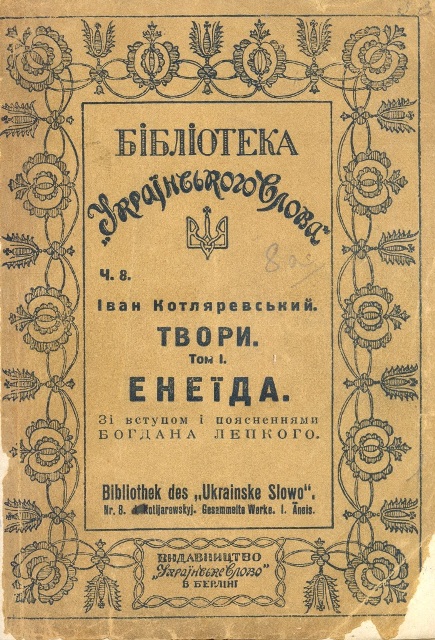 БІБЛІОТЕКА
„Українського Слова"
Ч. 8.
Іван Котляревський.
ТВОРИ.
Том I.
ЕНЕЇДА.
Зі вступом і поясненнями
БОГДАНА ЛЕПКОГО.
Bibliothek des „Ukrainske Slowo".
Nr. 8. Kotljarewskyj. Gesammelte Werke. I. Äneis.
ВИДАВНИЦТВО
„Українське Слово"
В БЕРЛІНІ